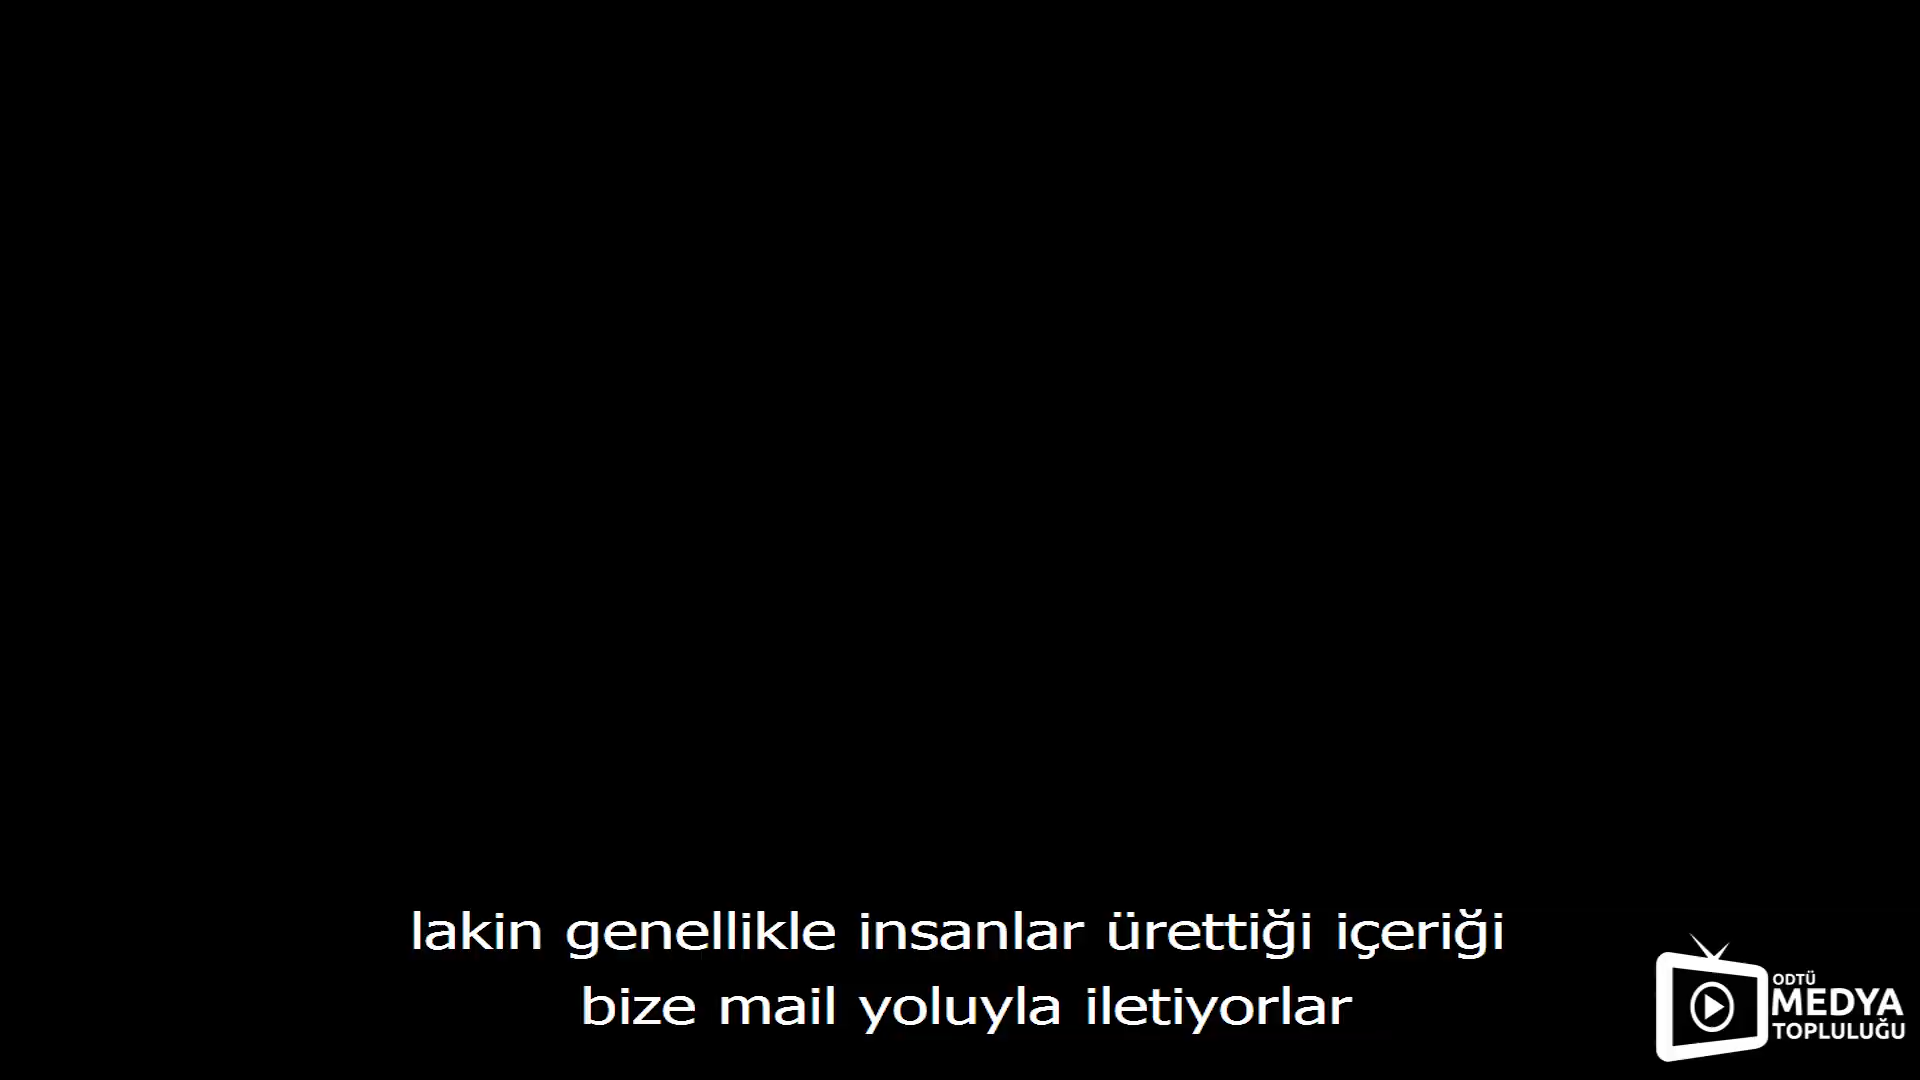 lakin genellikle insanlar ürettiği içeriği
bize mail yoluyla iletiyorlar
ODTÜ
MEDYA
TOPLULUĞU